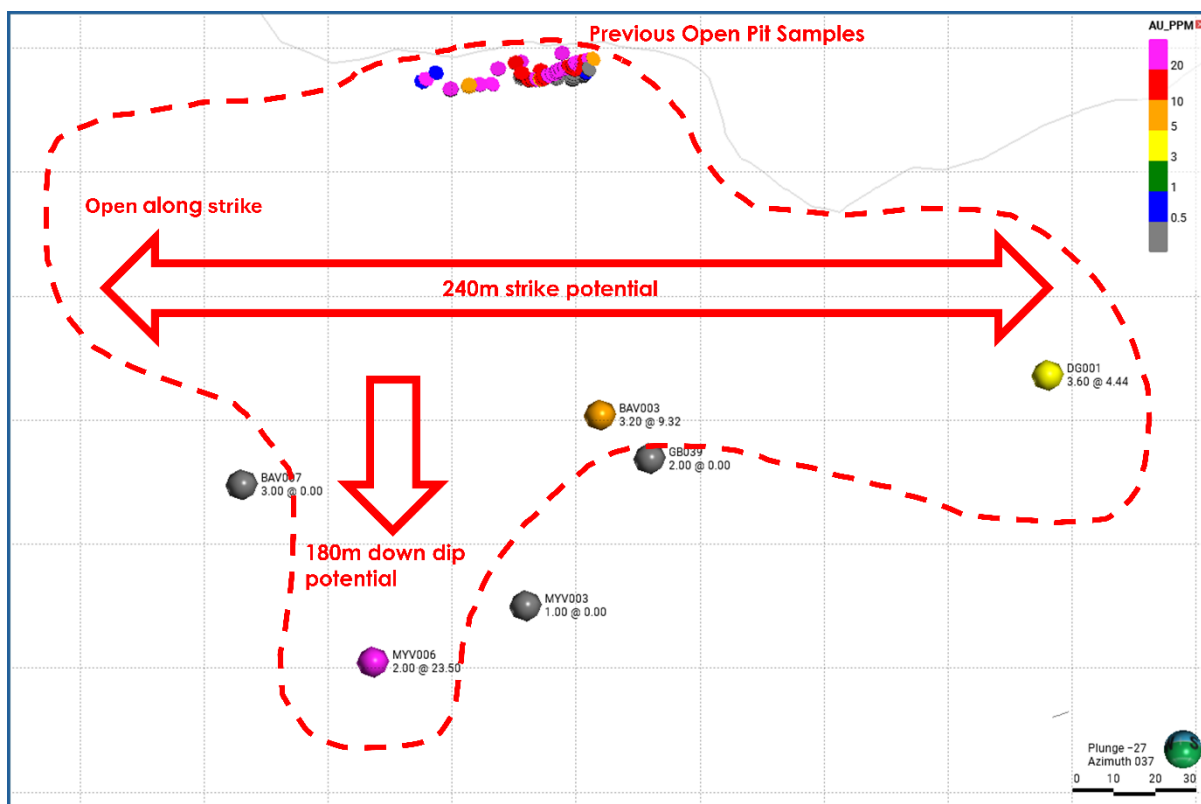 Previous Open Pit Samples
AU_PPM
20
10
5
3
1
0.5
Open along strike
240m strike potential
DG001
3.60 @ 4.44
BAV003
3.20 @ 9.32
GB039
2.00 @ 0.00
BAV007
3.00 @ 0.00
180m down dip
potential
MYV003
1.00 @ 0.00
MYV006
2.00 @ 23.50
Plunge -27
Azimuth 037
0 10 20 30